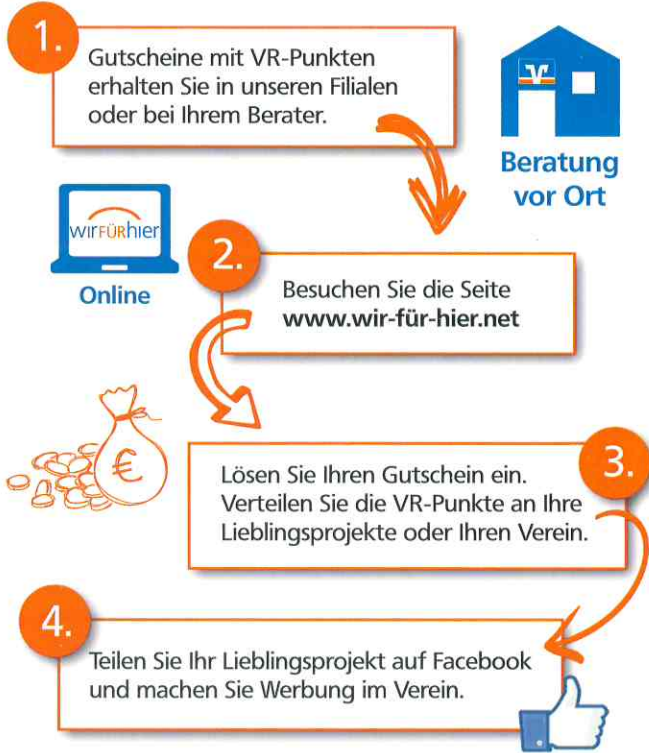 1.
Gutscheine mit VR-Punkten
erhalten Sie in unseren Filialen
oder bei Ihrem Berater.
Beratung
vor Ort
wirFÜRhier
Online
2.
Besuchen Sie die Seite
www.wir-für-hier.net
€
3.
Lösen Sie Ihren Gutschein ein.
Verteilen Sie die VR-Punkte an Ihre
Lieblingsprojekte oder Ihren Verein.
4.
Teilen Sie Ihr Lieblingsprojekt auf Facebook
und machen Sie Werbung im Verein.